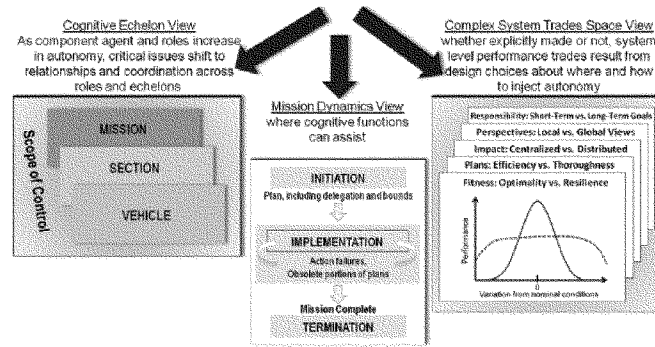 Cognitive Echelon View
As component agent and roles increase
in autonomy, critical issues shift to
relationships and coordination across
roles and echelons
Scope of Control
MISSION
SECTION
VEHICLE
Mission Dynamics View
where cognitive functions
can assist
INITIATION
Plan, including delegation and bounds
IMPLEMENTATION
Action failures,
Obsolete portions of plans
Mission Complete
TERMINATION
Complex System Trades Space View
whether explicitly made or not, system
level performance trades result from
design choices about where and how
to inject autonomy
Responsibility: Short-Term vs. Long-Term Goals
Perspectives: Local vs. Global Views
Impact: Centralized vs. Distributed
Plans: Efficiency vs. Thoroughness
Fitness: Optimality vs. Resilience
Performance
0
Variation from nominal conditions